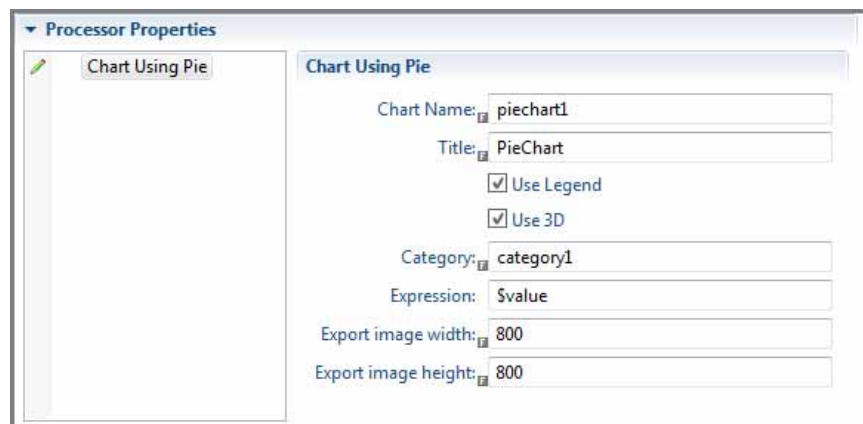 Processor Properties
Chart Using Pie
Chart Using Pie
Chart Name: piechart1
Title: PieChart
Use Legend
Use 3D
Category: category1
Expression: $value
Export image width: 800
Export image height: 800